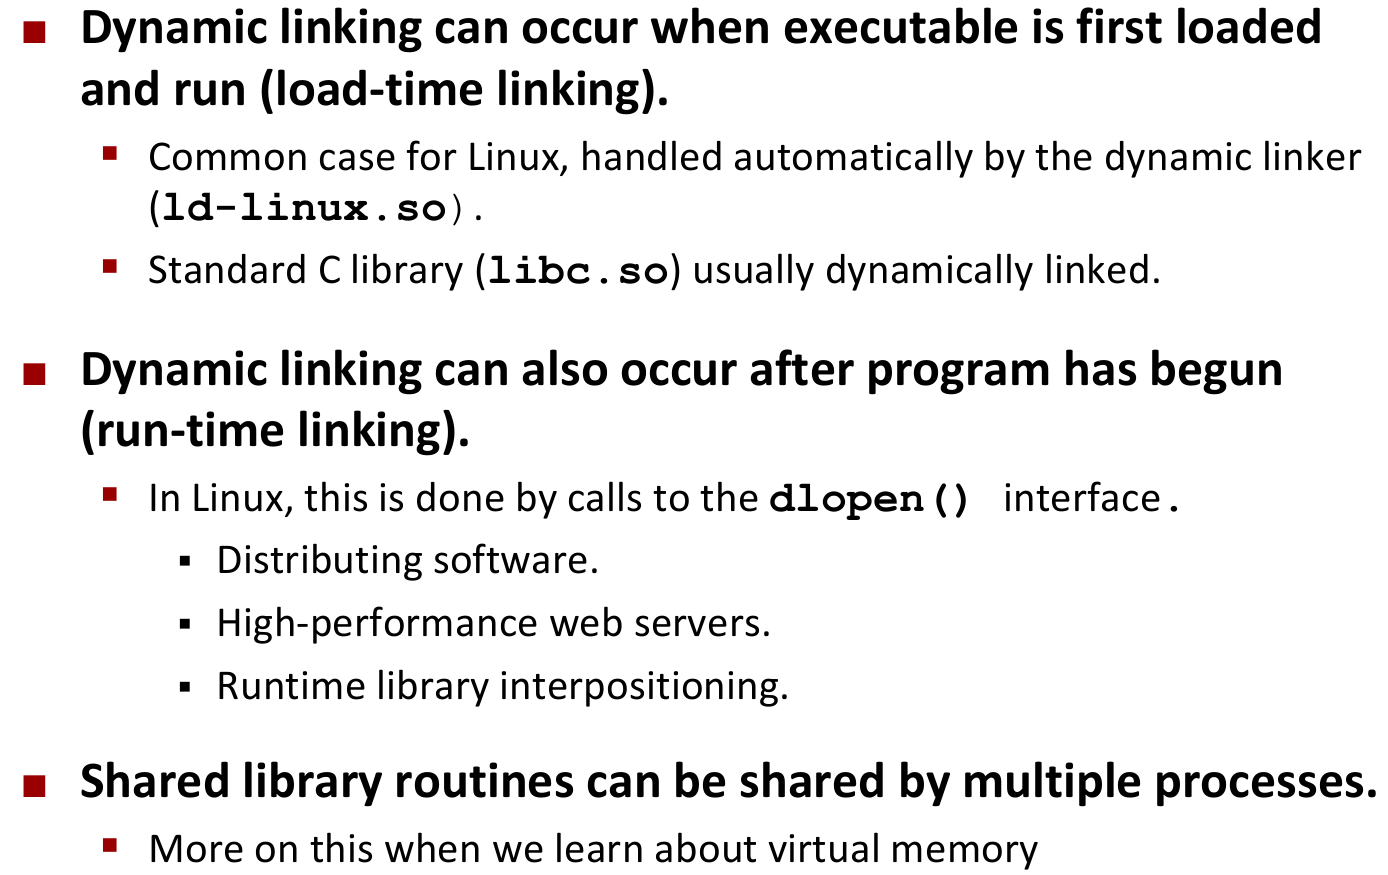 Dynamic linking can occur when executable is first loaded
and run (load-time linking).
Common case for Linux, handled automatically by the dynamic linker
(ld-linux.so).
Standard C library (libc.so) usually dynamically linked.
Dynamic linking can also occur after program has begun
(run-time linking).
In Linux, this is done by calls to the dlopen() interface.
Distributing software.
High-performance web servers.
Runtime library interpositioning.
Shared library routines can be shared by multiple processes.
More on this when we learn about virtual memory